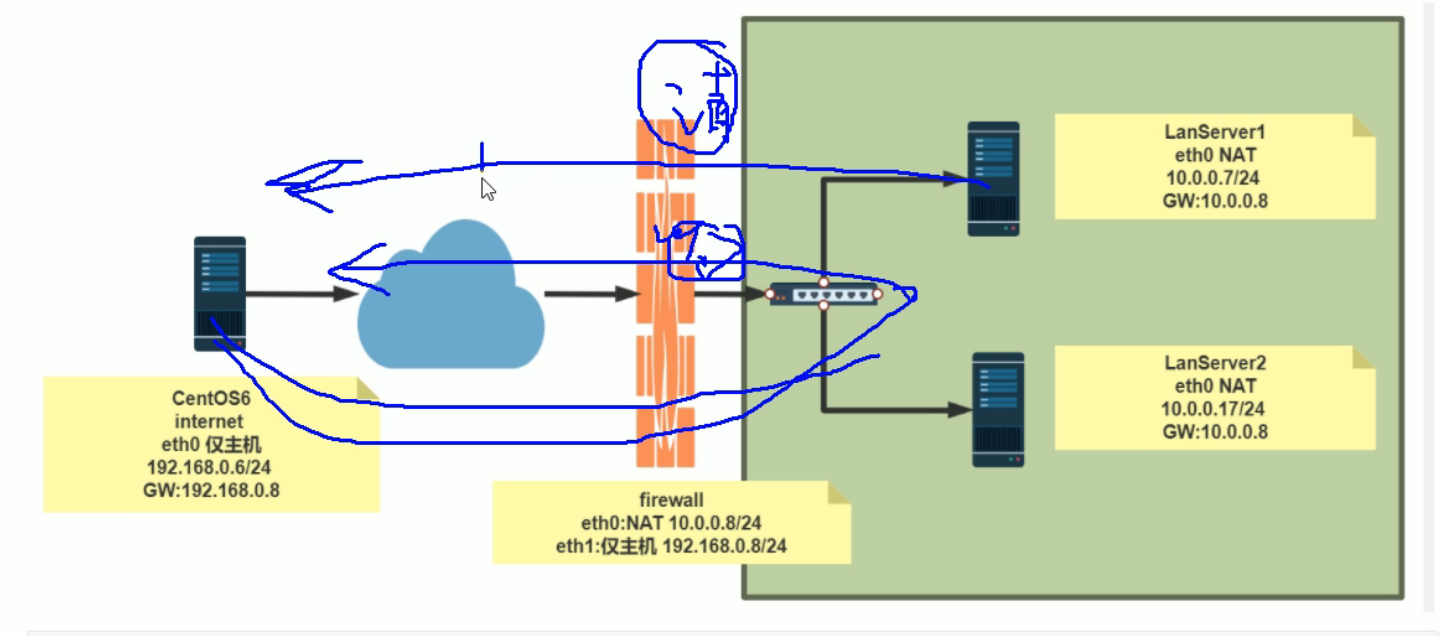 LanServer1
eth0 NAT
10.0.0.7/24
GW:10.0.0.8
LanServer2
eth0 NAT
10.0.0.17/24
GW:10.0.0.8
CentOS6
internet
eth0 仅主机
192.168.0.6/24
GW:192.168.0.8
firewall
eth0:NAT 10.0.0.8/24
eth1:仅主机 192.168.0.8/24